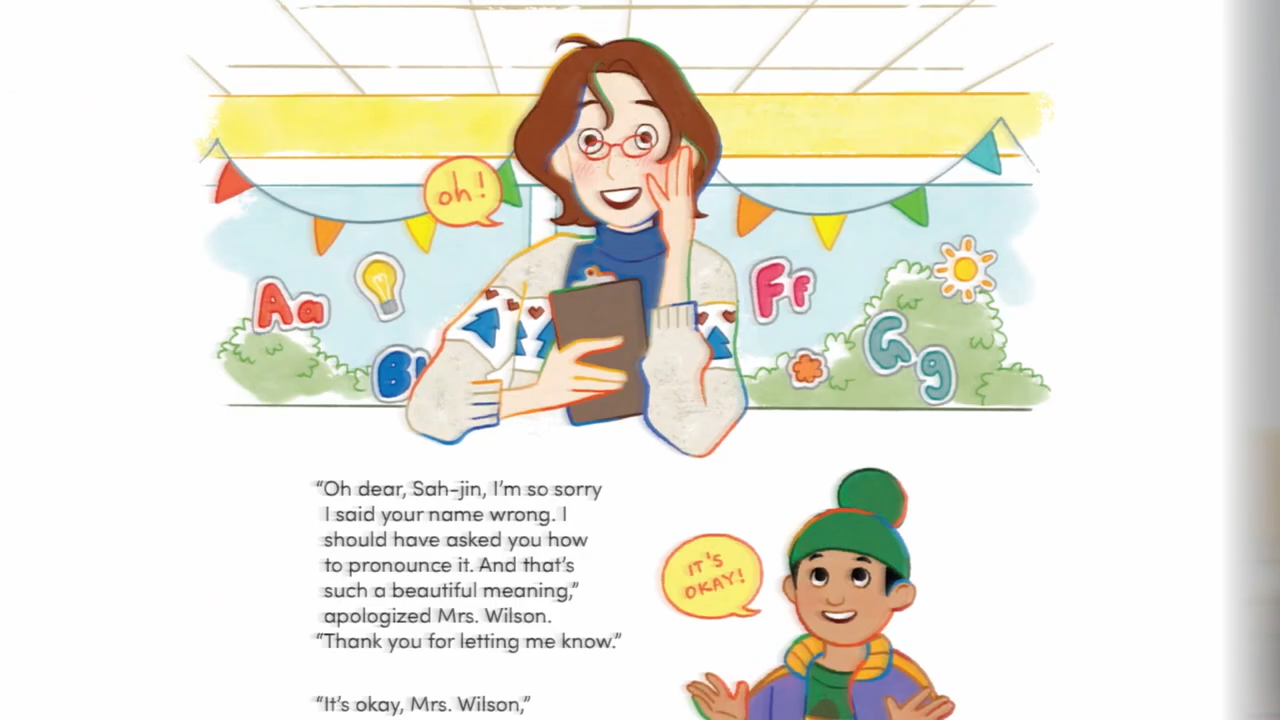 oh!
Aa
B
Ff
Gg
“Oh dear, Sah-jin, I’m so sorry
I said your name wrong. I
should have asked you how
to pronounce it. And that’s
such a beautiful meaning,”
apologized Mrs. Wilson.
“Thank you for letting me know.”
IT'S
OKAY!
“It’s okay, Mrs. Wilson,”